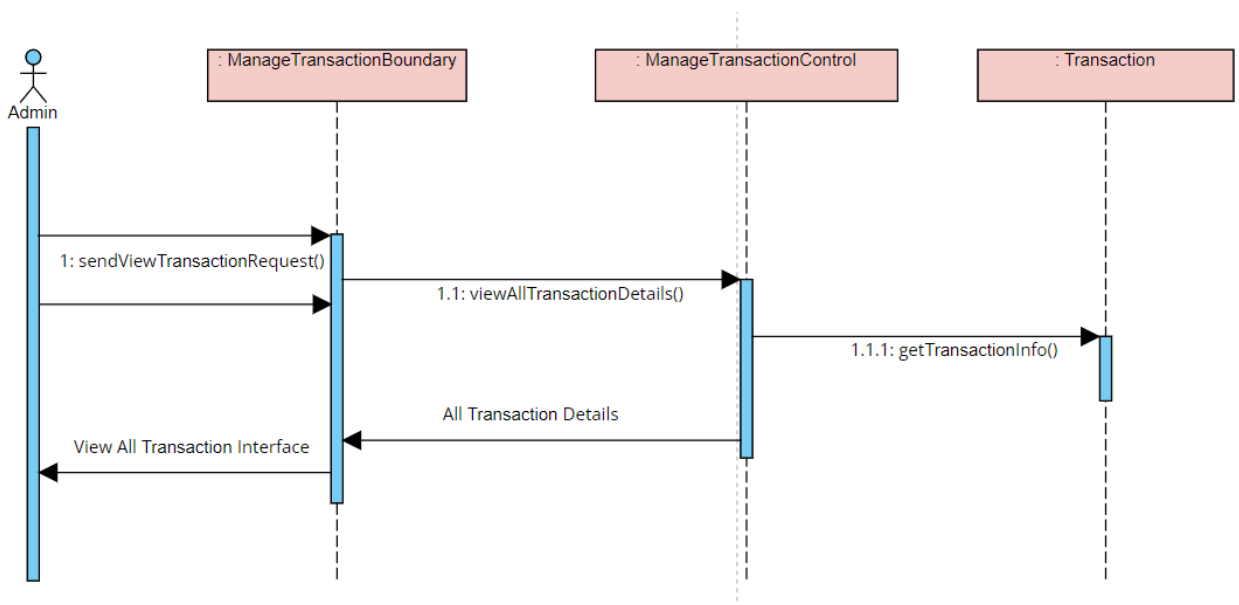 : ManageTransactionBoundary
: ManageTransactionControl
: Transaction
Admin
1: sendViewTransactionRequest()
1.1: viewAllTransactionDetails()
1.1.1: getTransactionInfo()
All Transaction Details
View All Transaction Interface